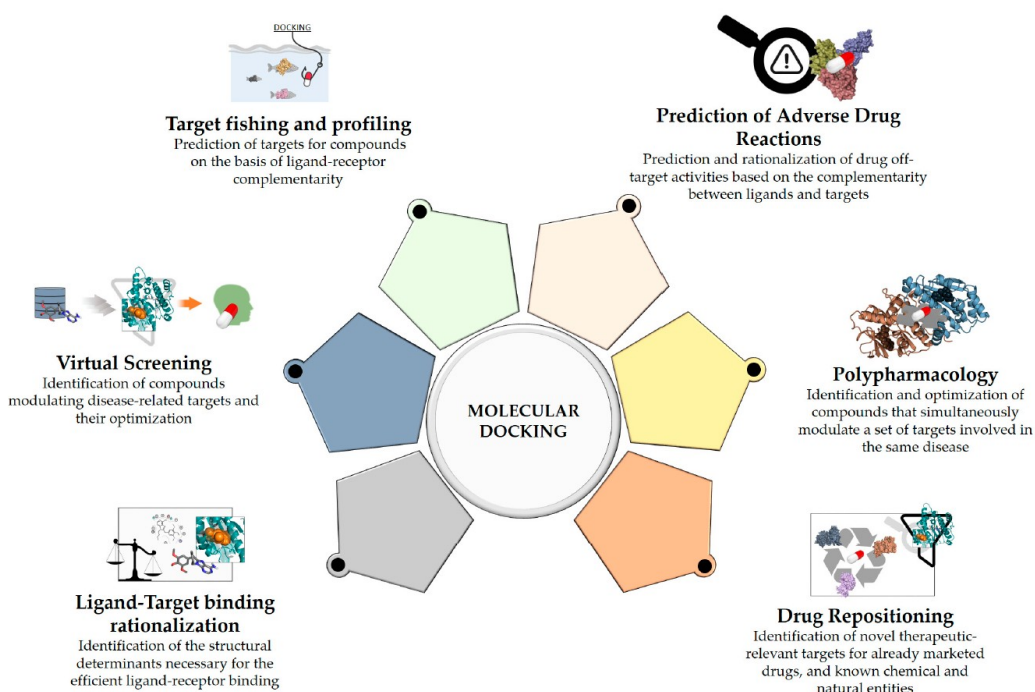 DOCKING
Target fishing and profiling
Prediction of targets for compounds
on the basis of ligand-receptor
complementarity
Prediction of Adverse Drug
Reactions
Prediction and rationalization of drug off-
target activities based on the complementarity
between ligands and targets
Virtual Screening
Identification of compounds
modulating disease-related targets and
their optimization
MOLECULAR
DOCKING
Polypharmacology
Identification and optimization of
compounds that simultaneously
modulate a set of targets involved in
the same disease
Ligand-Target binding
rationalization
Identification of the structural
determinants necessary for the
efficient ligand-receptor binding
Drug Repositioning
Identification of novel therapeutic-
relevant targets for already marketed
drugs, and known chemical and
natural entities